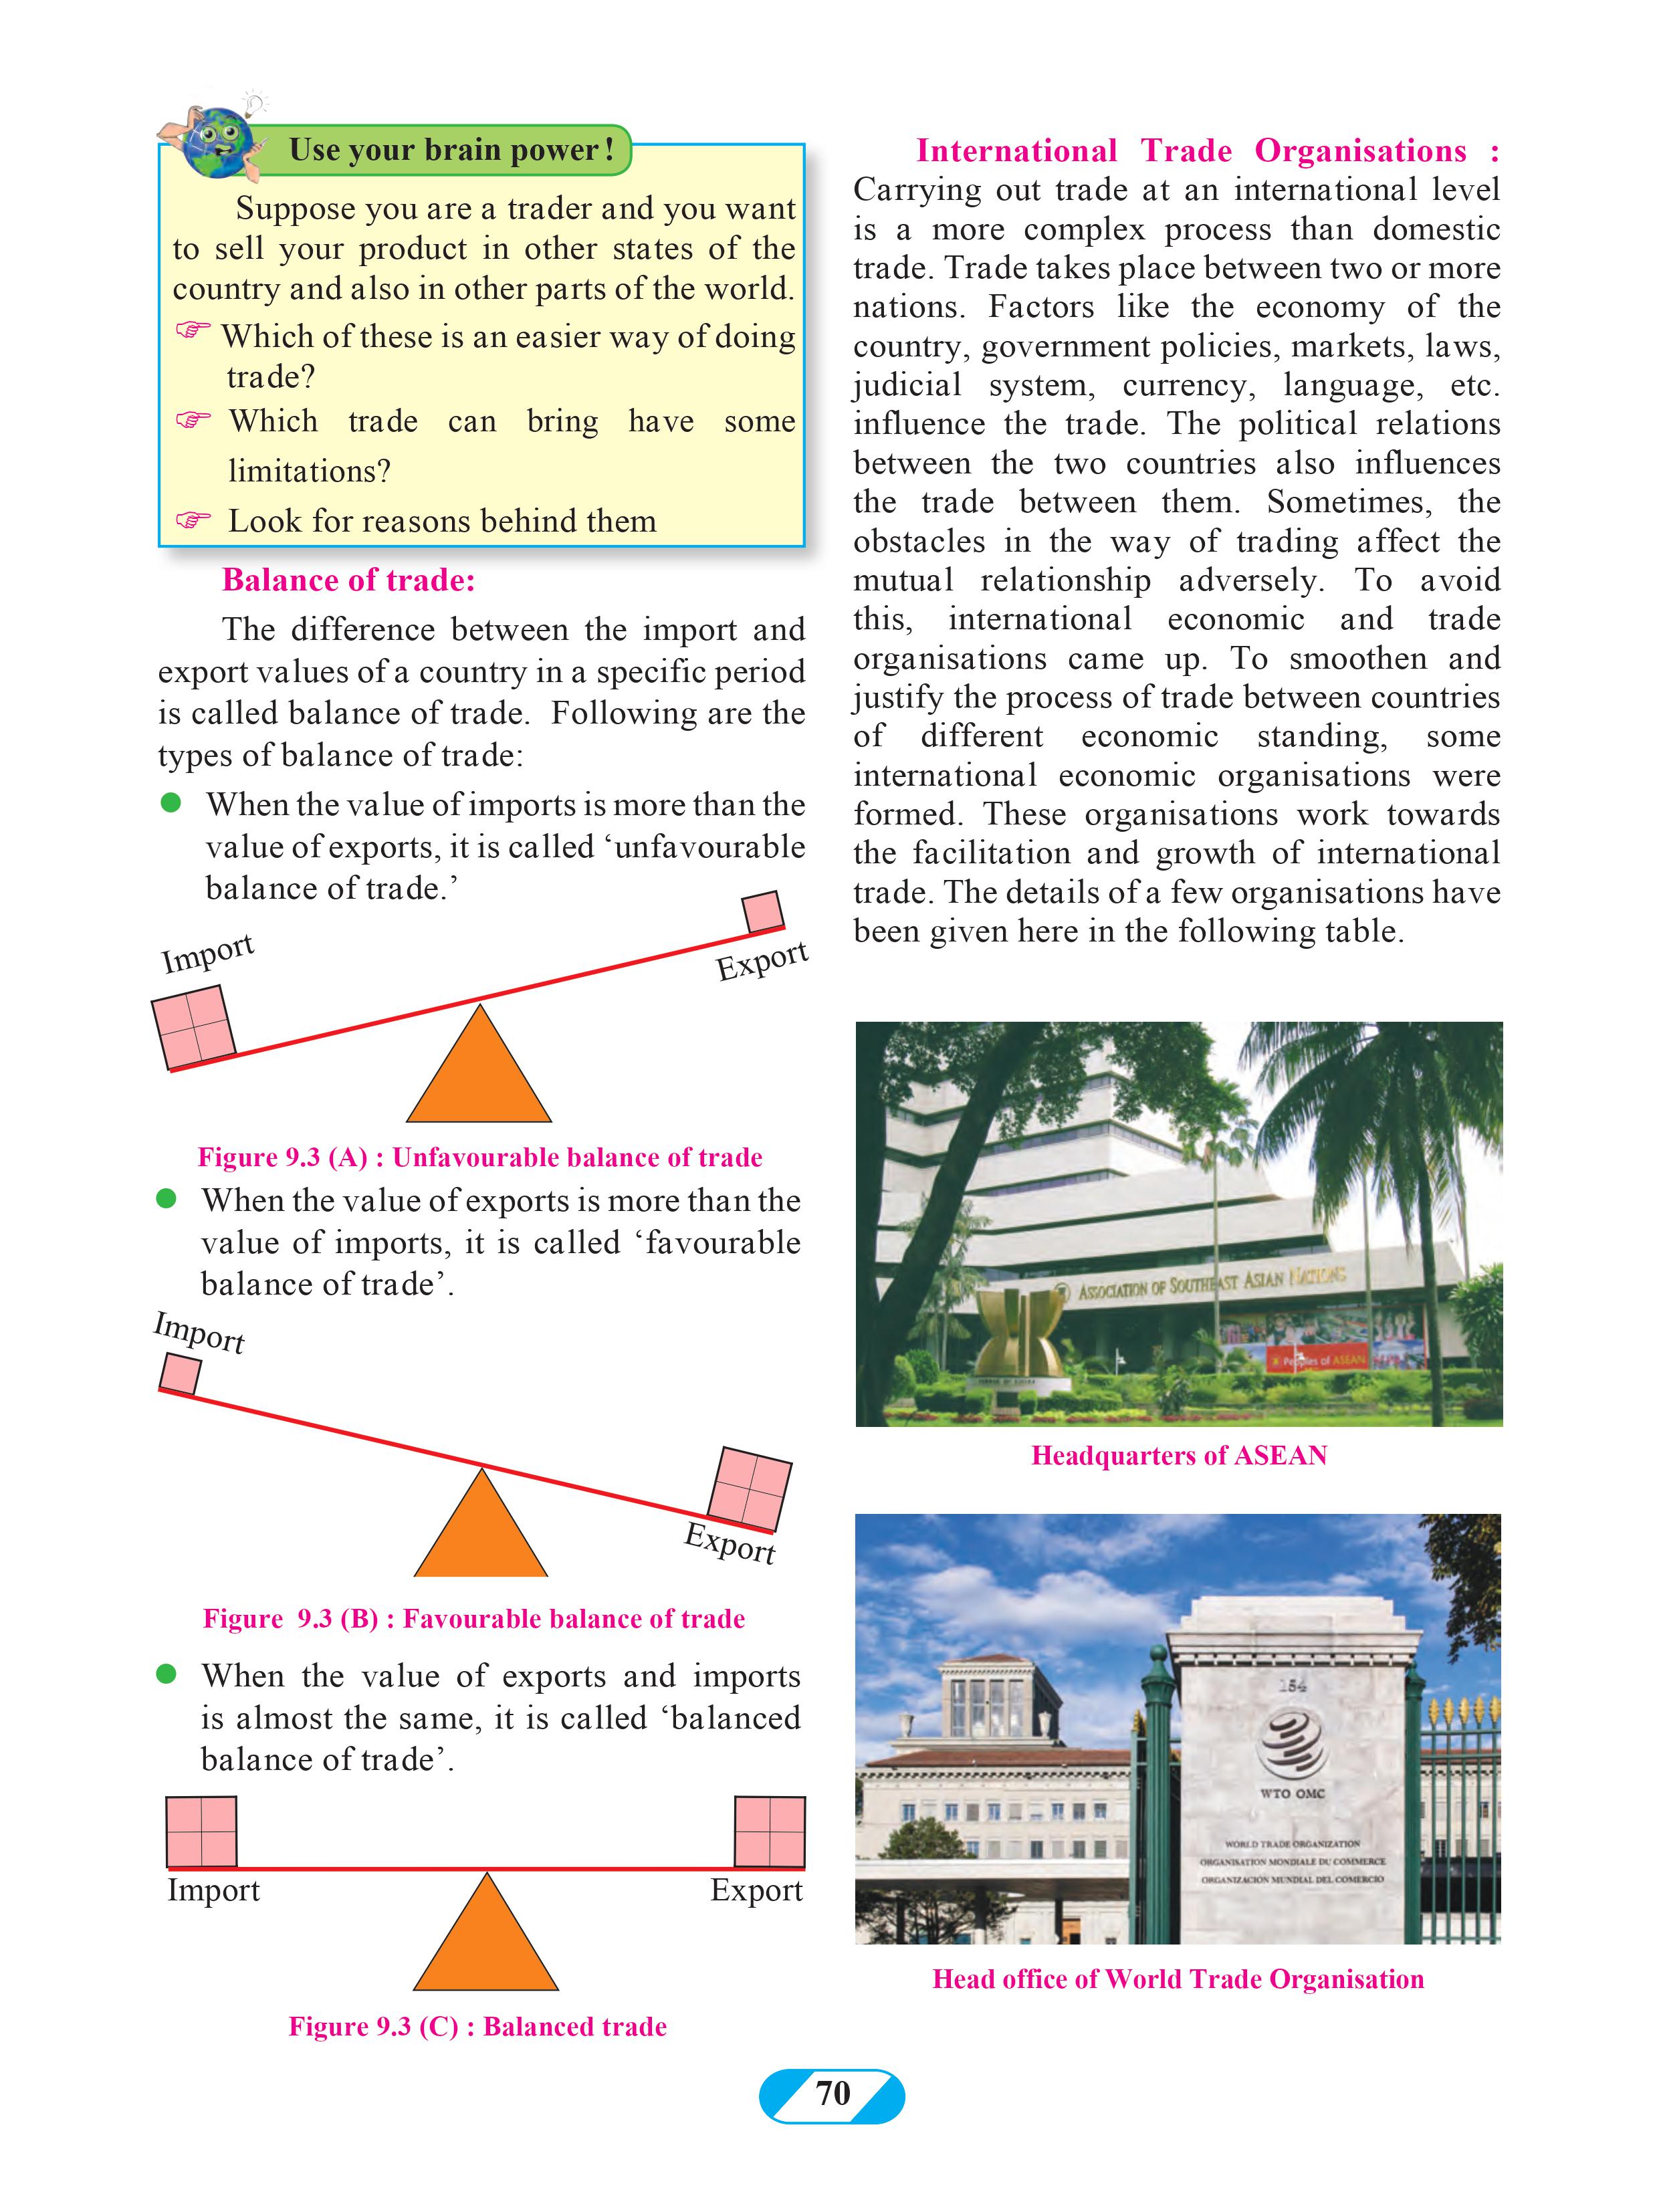 Use your brain power!
Suppose you are a trader and you want
to sell your product in other states of the
country and also in other parts of the world.
Which of these is an easier way of doing
trade?
Which trade can bring have some
limitations?
Look for reasons behind them
Balance of trade:
The difference between the import and
export values of a country in a specific period
is called balance of trade. Following are the
types of balance of trade:
● When the value of imports is more than the
value of exports, it is called ‘unfavourable
balance of trade.’
Import
Export
Figure 9.3 (A) : Unfavourable balance of trade
● When the value of exports is more than the
value of imports, it is called ‘favourable
balance of trade’.
Import
Export
Figure 9.3 (B) : Favourable balance of trade
● When the value of exports and imports
is almost the same, it is called ‘balanced
balance of trade’.
Import
Export
Figure 9.3 (C) : Balanced trade
International Trade Organisations :
Carrying out trade at an international level
is a more complex process than domestic
trade. Trade takes place between two or more
nations. Factors like the economy of the
country, government policies, markets, laws,
judicial system, currency, language, etc.
influence the trade. The political relations
between the two countries also influences
the trade between them. Sometimes, the
obstacles in the way of trading affect the
mutual relationship adversely. To avoid
this, international economic and trade
organisations came up. To smoothen and
justify the process of trade between countries
of different economic standing, some
international economic organisations were
formed. These organisations work towards
the facilitation and growth of international
trade. The details of a few organisations have
been given here in the following table.
ASSOCIATION OF SOUTHEAST ASIAN NATIONS
Peoples of ASEAN
Headquarters of ASEAN
154
WTO OMC
WORLD TRADE ORGANIZATION
ORGANISATION MONDIALE DU COMMERCE
ORGANIZACIÓN MUNDIAL DEL COMERCIO
Head office of World Trade Organisation
70